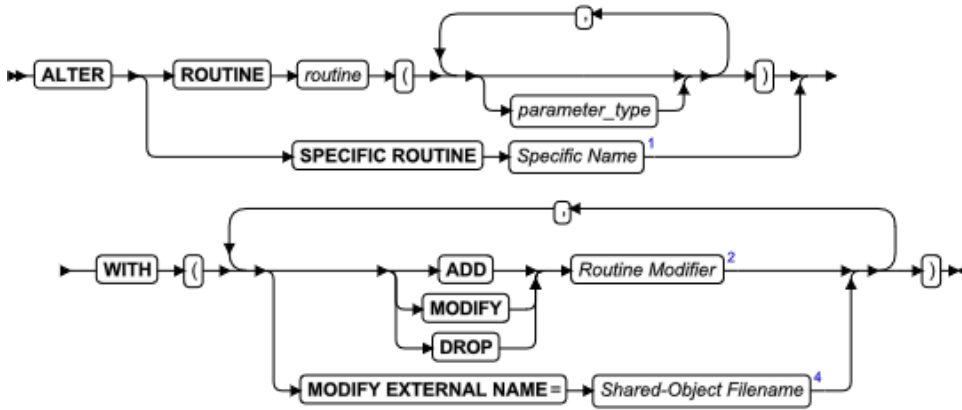 ,
ALTER ROUTINE routine ( )
parameter_type
SPECIFIC ROUTINE Specific Name 1
,
WITH ( ADD Routine Modifier 2 )
MODIFY
DROP
MODIFY EXTERNAL NAME = Shared-Object Filename 4